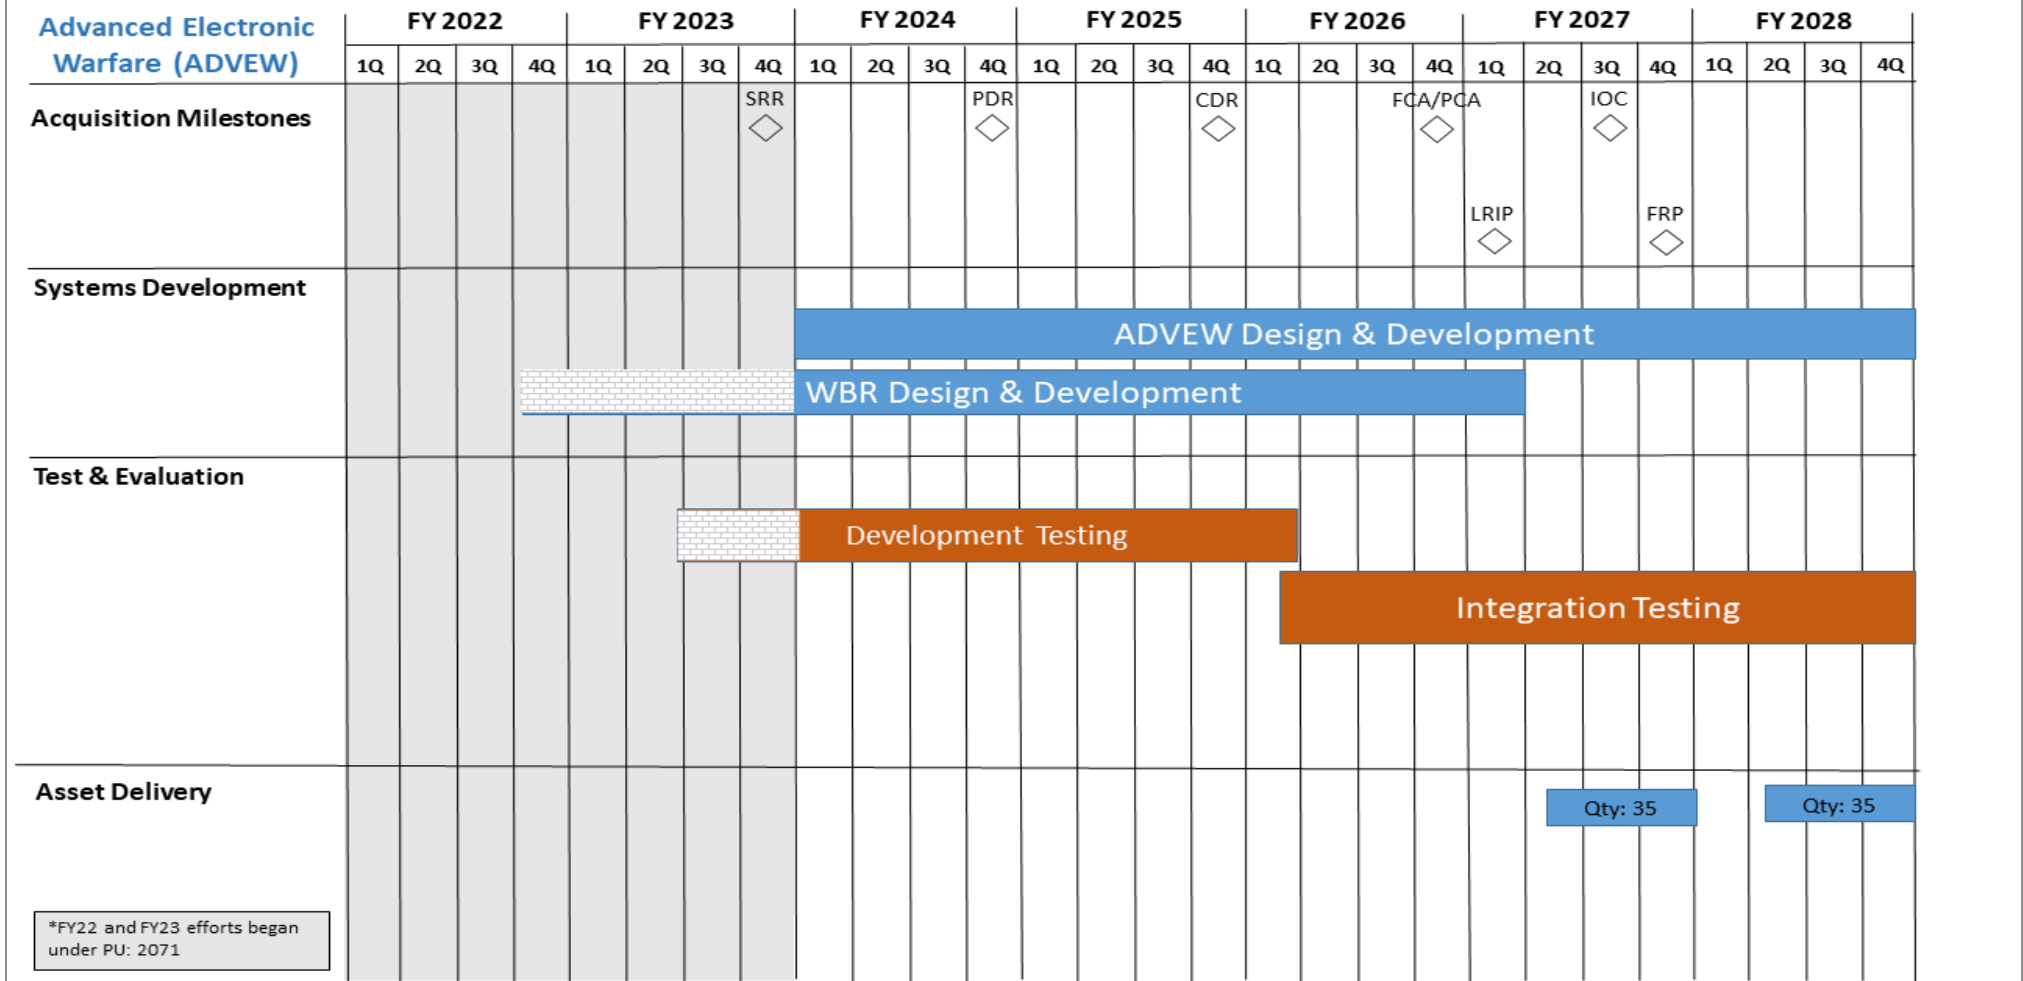 Advanced Electronic
Warfare (ADVEW)
FY 2022 FY 2023 FY 2024 FY 2025 FY 2026 FY 2027 FY 2028
1Q 2Q 3Q 4Q 1Q 2Q 3Q 4Q 1Q 2Q 3Q 4Q 1Q 2Q 3Q 4Q 1Q 2Q 3Q 4Q 1Q 2Q 3Q 4Q 1Q 2Q 3Q 4Q
Acquisition Milestones
SRR PDR CDR FCA/PCA IOC
LRIP FRP
Systems Development
ADVEW Design & Development
WBR Design & Development
Test & Evaluation
Development Testing
Integration Testing
Asset Delivery
Qty: 35 Qty: 35
*FY22 and FY23 efforts began
under PU: 2071